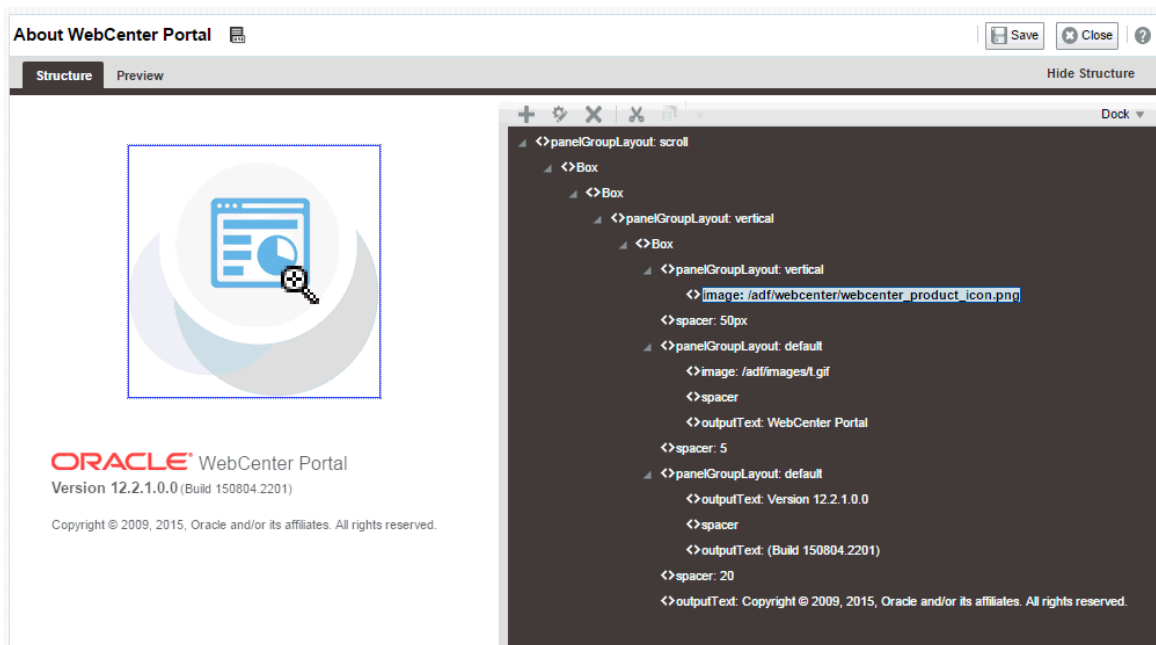 About WebCenter Portal
Save
Close
?
Structure
Preview
Hide Structure
Dock
<>panelGroupLayout: scroll
<>Box
<>Box
<>panelGroupLayout: vertical
<>Box
<>panelGroupLayout: vertical
<>image: /adf/webcenter/webcenter_product_icon.png
<>spacer: 50px
<>panelGroupLayout: default
<>image: /adf/images/t.gif
<>spacer
<>outputText: WebCenter Portal
<>spacer: 5
<>panelGroupLayout: default
<>outputText: Version 12.2.1.0.0
<>spacer
<>outputText: (Build 150804.2201)
<>spacer: 20
<>outputText: Copyright © 2009, 2015, Oracle and/or its affiliates. All rights reserved.
ORACLE® WebCenter Portal
Version 12.2.1.0.0 (Build 150804.2201)
Copyright © 2009, 2015, Oracle and/or its affiliates. All rights reserved.